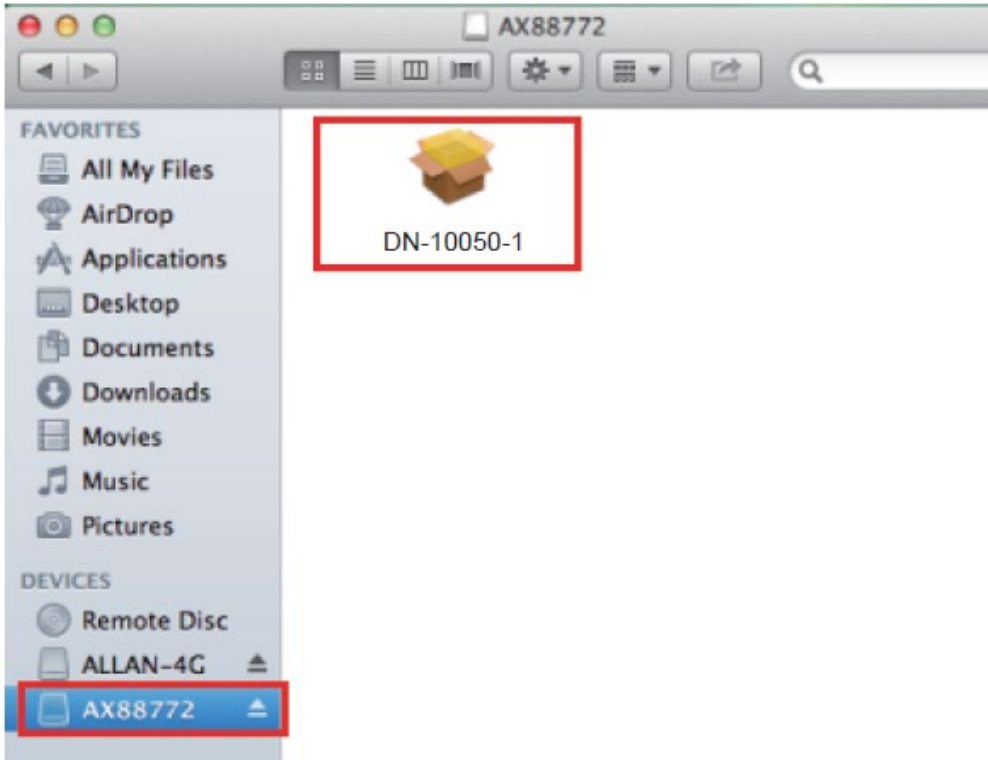 AX88772
FAVORITES
All My Files
AirDrop
Applications
Desktop
Documents
Downloads
Movies
Music
Pictures
DEVICES
Remote Disc
ALLAN-4G
AX88772
DN-10050-1